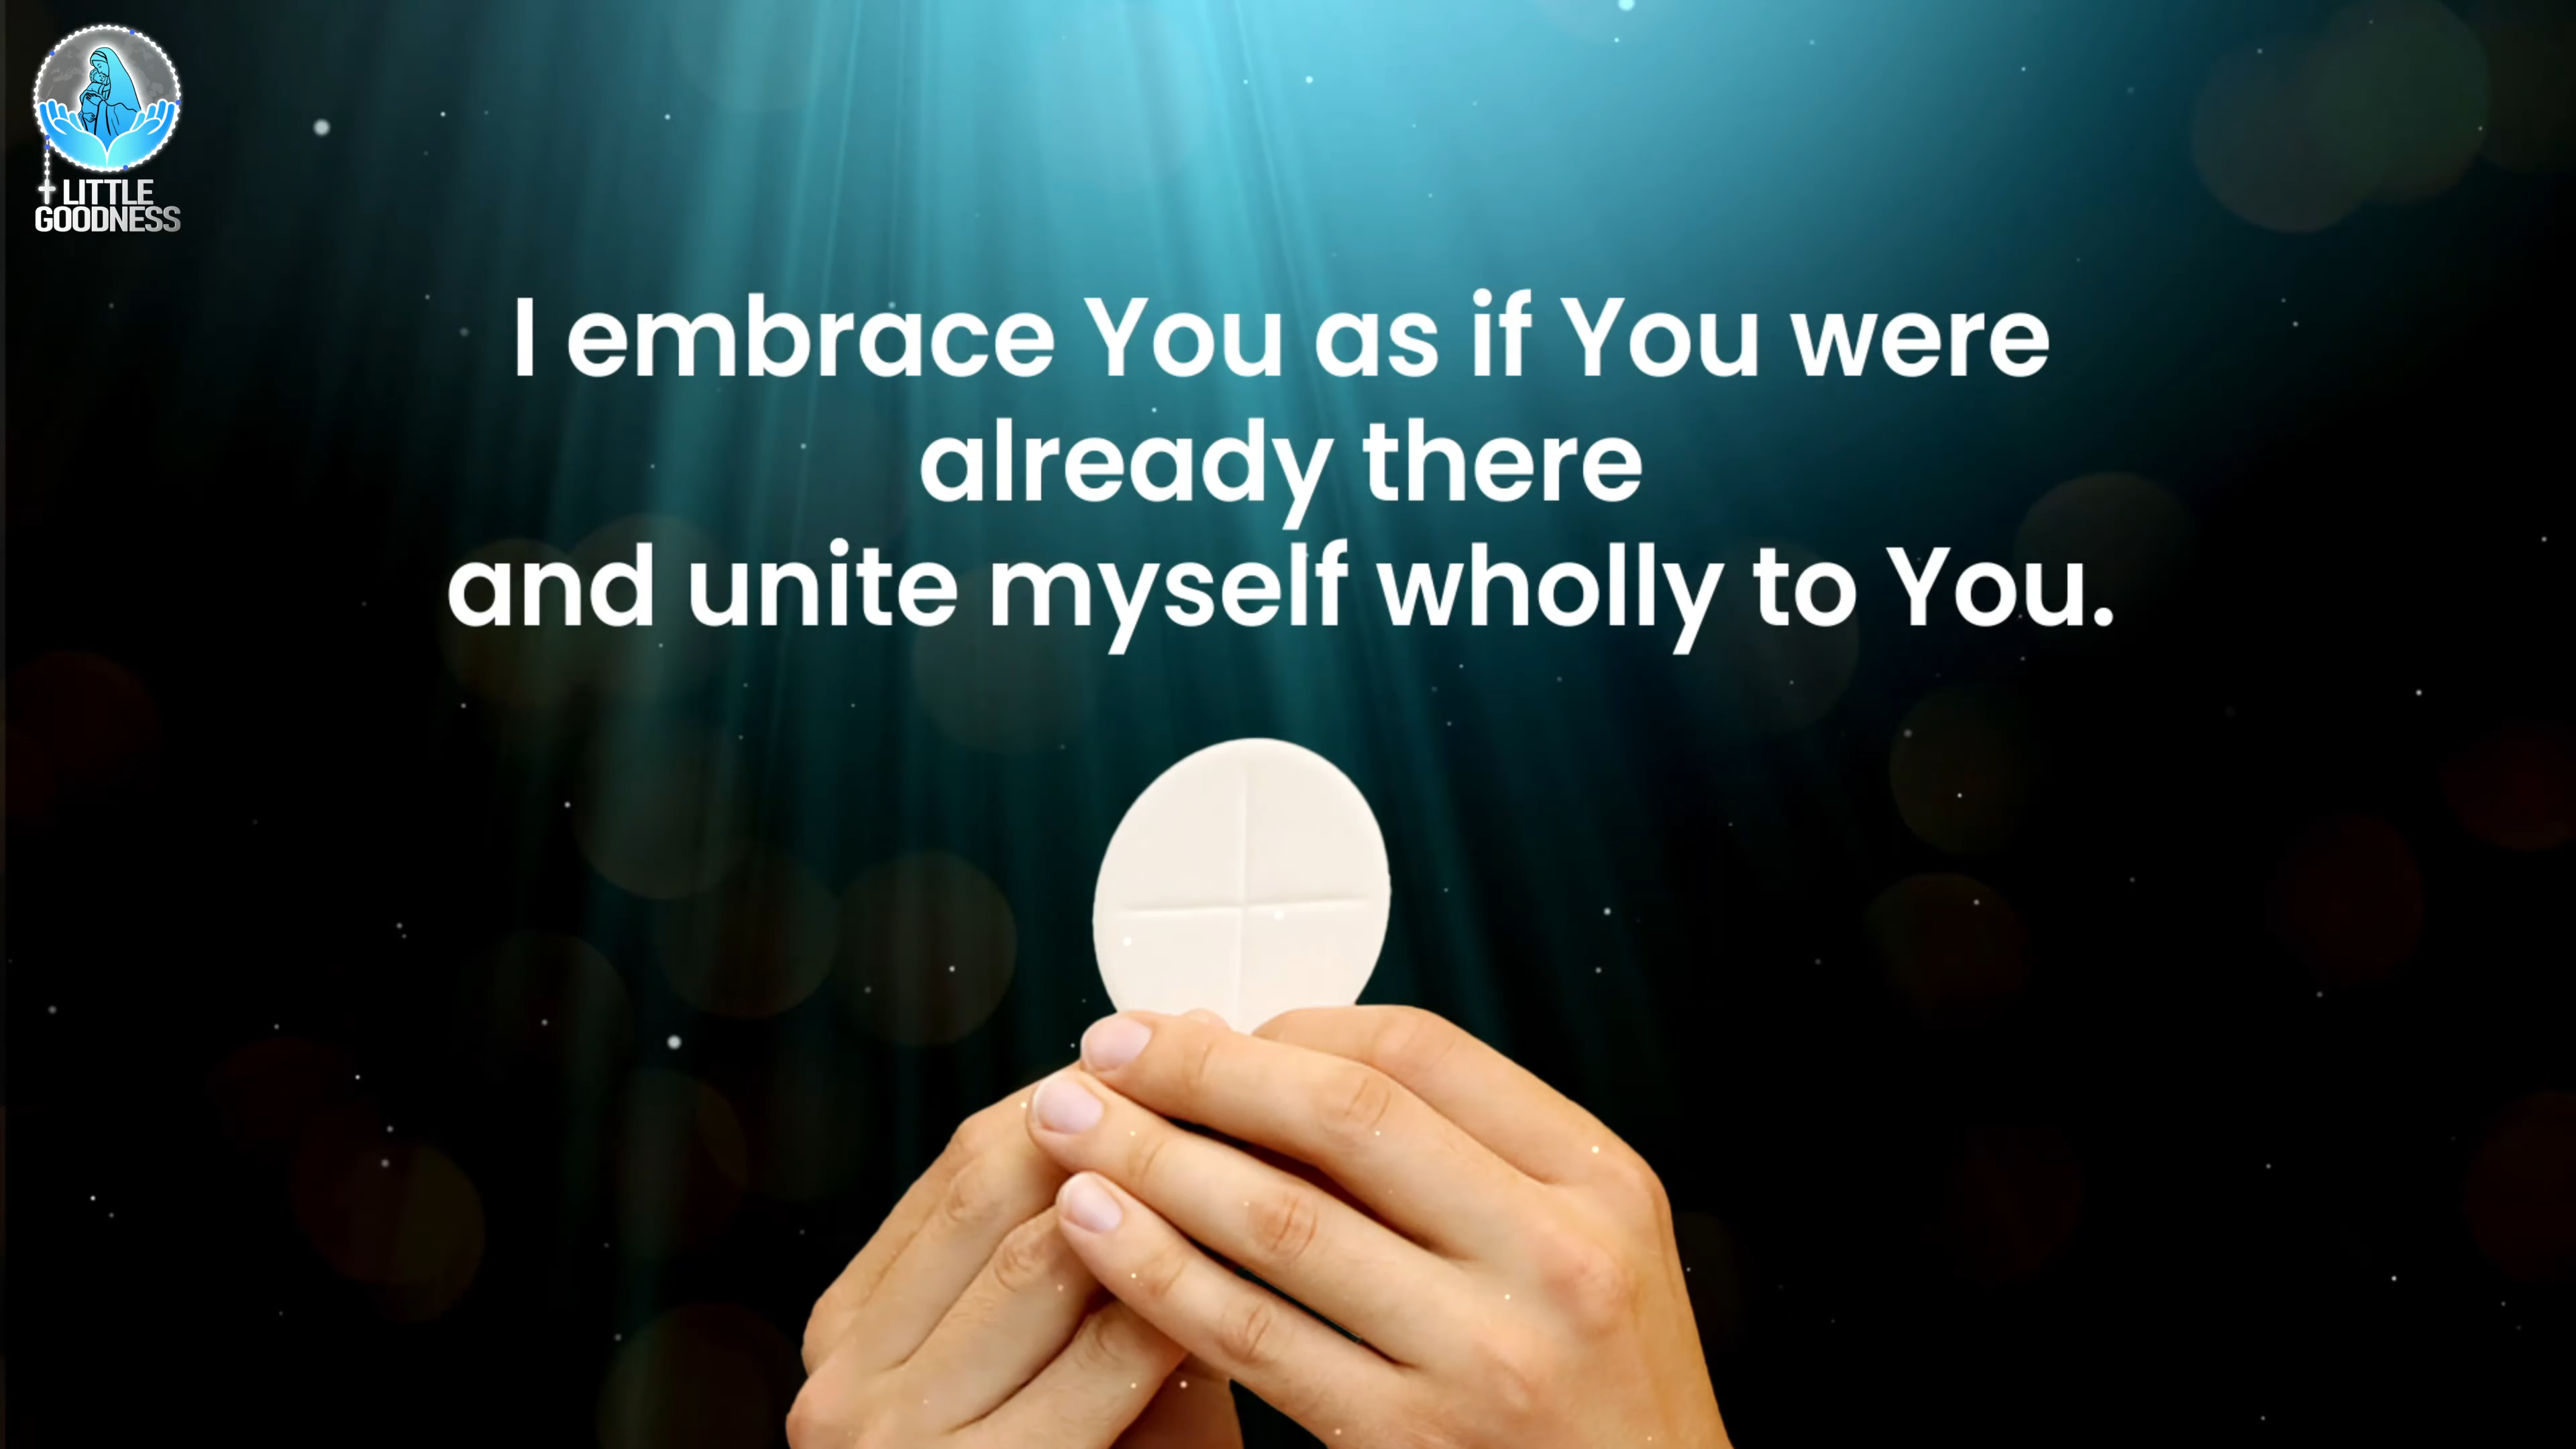 LITTLE
GOODNESS
I embrace You as if You were
already there
and unite myself wholly to You.